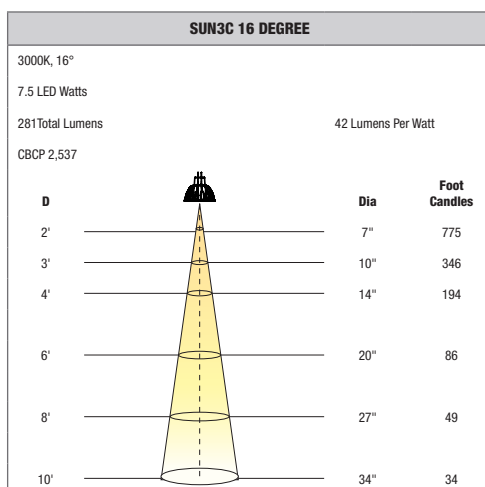 SUN3C 16 DEGREE
3000K, 16°
7.5 LED Watts
281Total Lumens 42 Lumens Per Watt
CBCP 2,537
D Dia Foot Candles
2' 7" 775
3' 10" 346
4' 14" 194
6' 20" 86
8' 27" 49
10' 34" 34